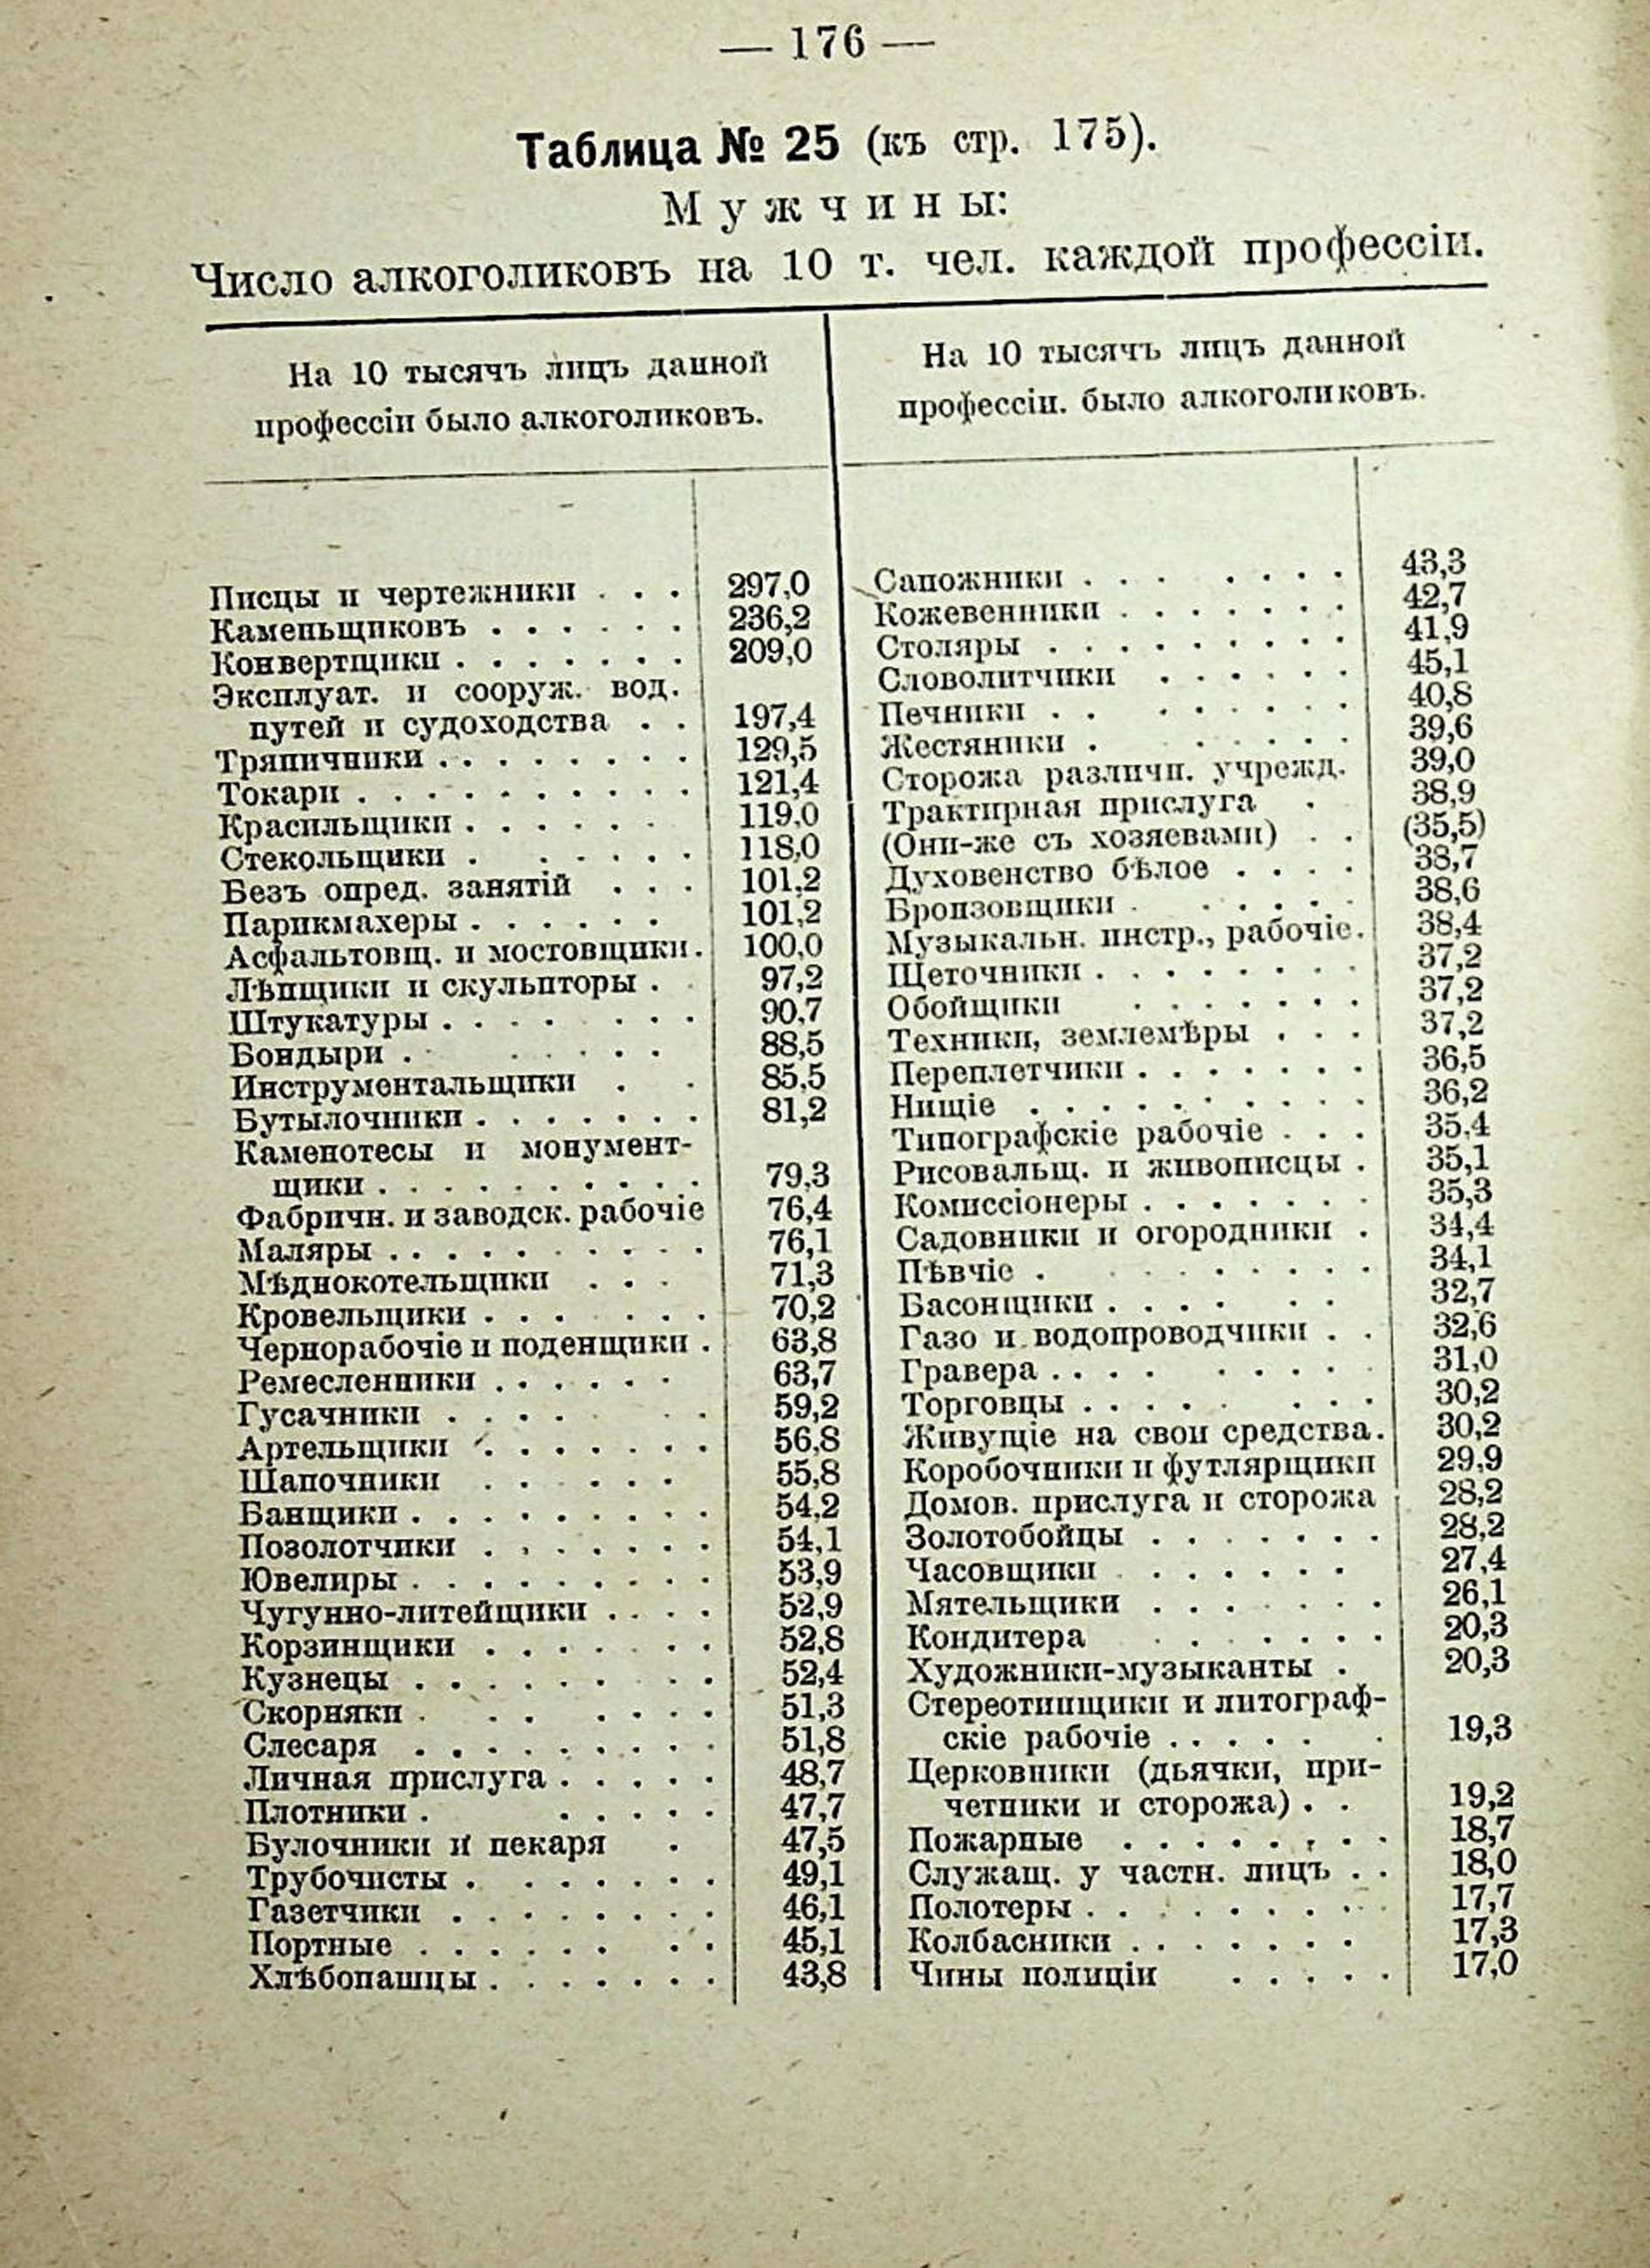 — 176 —
Таблица № 25 (къ стр. 175).
Мужчины:
Число алкоголиковъ на 10 т. чел. каждой профессіи.
На 10 тысячъ лицъ данной
профессіи было алкоголиковъ.
Писцы и чертежники . . . 297,0
Каменьщиковъ . . . . . . 236,2
Конвертщики . . . . . . . 209,0
Эксплуат. и сооруж. вод.
путей и судоходства . . 197,4
Тряпичники . . . . . . . . 129,5
Токари . . . . . . . . . . 121,4
Красильщики . . . . . . 119,0
Стекольщики . . . . . . 118,0
Безъ опред. занятій . . . 101,2
Парикмахеры . . . . . . 101,2
Асфальтовщ. и мостовщики. 100,0
Лѣпщики и скульпторы . . 97,2
Штукатуры . . . . . . . 90,7
Бондыри . . . . . . . 88,5
Инструментальщики . . 85,5
Бутылочники . . . . . . . 81,2
Каменотесы и монумент-
щики . . . . . . . . . . 79,3
Фабричн. и заводск. рабочіе 76,4
Маляры . . . . . . . . . . 76,1
Мѣднокотельщики . . . 71,3
Кровельщики . . . . . . 70,2
Чернорабочіе и поденщики . 63,8
Ремесленники . . . . . . 63,7
Гусачники . . . . . . 59,2
Артельщики . . . . . . . 56,8
Шапочники . . . . . . 55,8
Банщики . . . . . . . . . 54,2
Позолотчики . . . . . . . 54,1
Ювелиры . . . . . . . . . 53,9
Чугунно-литейщики . . . . 52,9
Корзинщики . . . . . . . 52,8
Кузнецы . . . . . . . . 52,4
Скорняки . . . . . . . 51,3
Слесаря . . . . . . . . . 51,8
Личная прислуга . . . . . 48,7
Плотники . . . . . . 47,7
Булочники и пекаря . 47,5
Трубочисты . . . . . . . 49,1
Газетчики . . . . . . . . 46,1
Портные . . . . . . . . 45,1
Хлѣбопашцы . . . . . . . 43,8
На 10 тысячъ лицъ данной
профессіи. было алкоголиковъ.
Сапожники . . . . . . . 43,3
Кожевенники . . . . . . . 42,7
Столяры . . . . . . . . . 41,9
Словолитчики . . . . . . 45,1
Печники . . . . . . . . 40,8
Жестяники . . . . . . 39,6
Сторожа различн. учрежд. 39,0
Трактирная прислуга . 38,9
(Они-же съ хозяевами) . . (35,5)
Духовенство бѣлое . . . . 38,7
Бронзовщики . . . . . . 38,6
Музыкальн. инстр., рабочіе. 38,4
Щеточники . . . . . . . . 37,2
Обойщики . . . . . . . 37,2
Техники, землемѣры . . . 37,2
Переплетчики . . . . . . . 36,5
Нищіе . . . . . . . . . . 36,2
Типографскіе рабочіе . . . 35,4
Рисовальщ. и живописцы . 35,1
Комиссіонеры . . . . . . . 35,3
Садовники и огородники . 34,4
Пѣвчіе . . . . . . . . 34,1
Басонщики . . . . . . 32,7
Газо и водопроводчики . . 32,6
Гравера . . . . . . . . . 31,0
Торговцы . . . . . . . . 30,2
Живущіе на свои средства. 30,2
Коробочники и футлярщики 29,9
Домов. прислуга и сторожа 28,2
Золотобойцы . . . . . . . 28,2
Часовщики . . . . . . 27,4
Мятельщики . . . . . . . 26,1
Кондитера . . . . . . . 20,3
Художники-музыканты . 20,3
Стереотипщики и литограф-
скіе рабочіе . . . . . . 19,3
Церковники (дьячки, при-
четники и сторожа) . . 19,2
Пожарные . . . . . . . . 18,7
Служащ. у частн. лицъ . . 18,0
Полотеры . . . . . . . . . 17,7
Колбасники . . . . . . . 17,3
Чины полиціи . . . . . 17,0